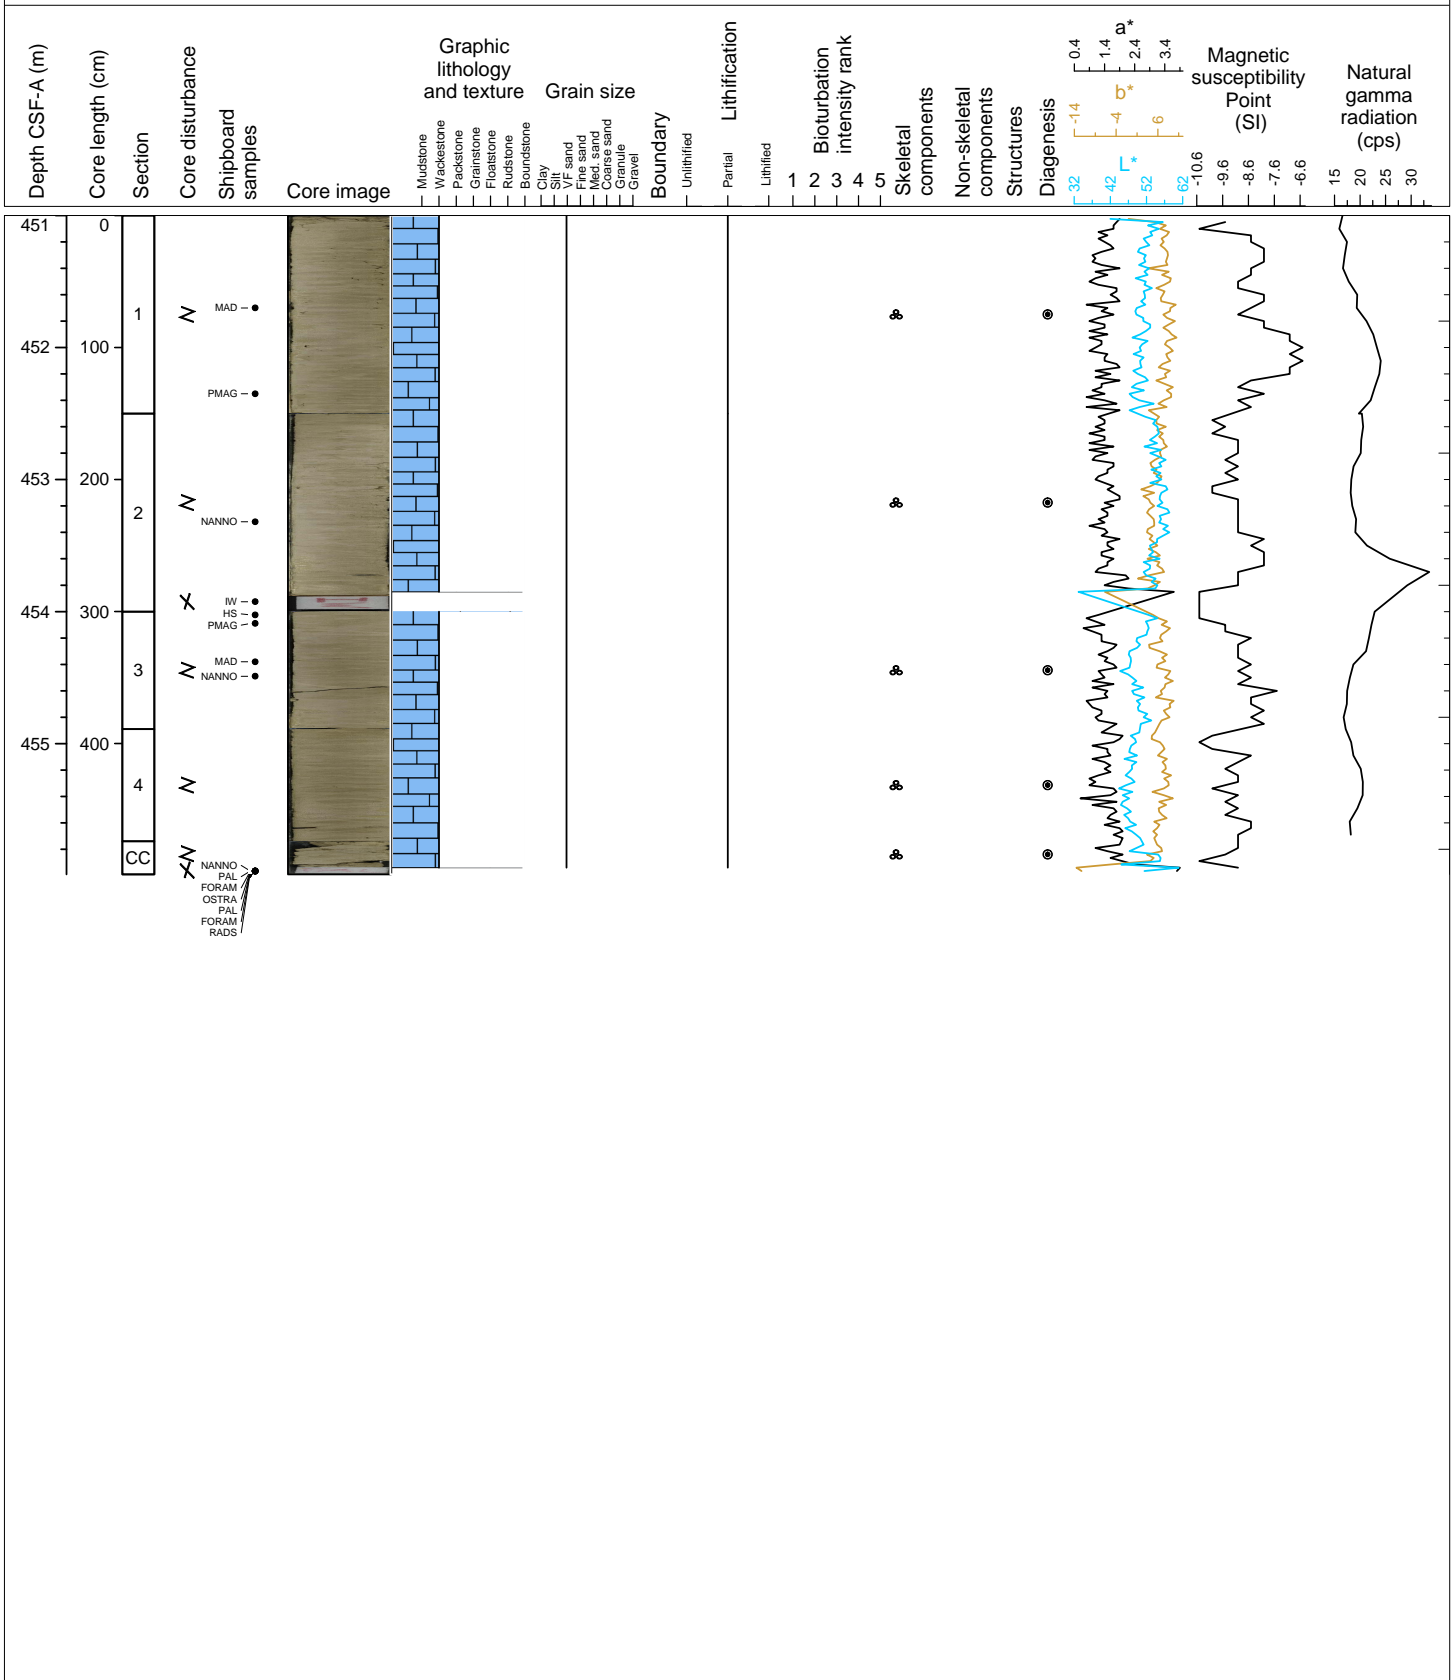 Depth CSF-A (m)
Core length (cm)
Section
Core disturbance
Shipboard
samples
Core image
Graphic
lithology
and texture
Mudstone
Wackestone
Packstone
Grainstone
Floatstone
Rudstone
Boundstone
Grain size
Clay
Silt
VF sand
Fine sand
Med. sand
Coarse sand
Granule
Gravel
Boundary
Lithification
Unlithified
Partial
Lithified
Bioturbation
intensity rank
1 2 3 4 5
Skeletal
components
Non-skeletal
components
Structures
Diagenesis
a*
0.4 1.4 2.4 3.4
b*
-14 -4 6
L*
32 42 52 62
Magnetic
susceptibility
Point
(SI)
-10.6 -9.6 -8.6 -7.6 -6.6
Natural
gamma
radiation
(cps)
15 20 25 30
451 0
1
MAD
452 100
PMAG
453 200
2
NANNO
IW
454 300
HS
PMAG
MAD
3
NANNO
455 400
4
CC
NANNO
PAL
FORAM
OSTRA
PAL
FORAM
RADS